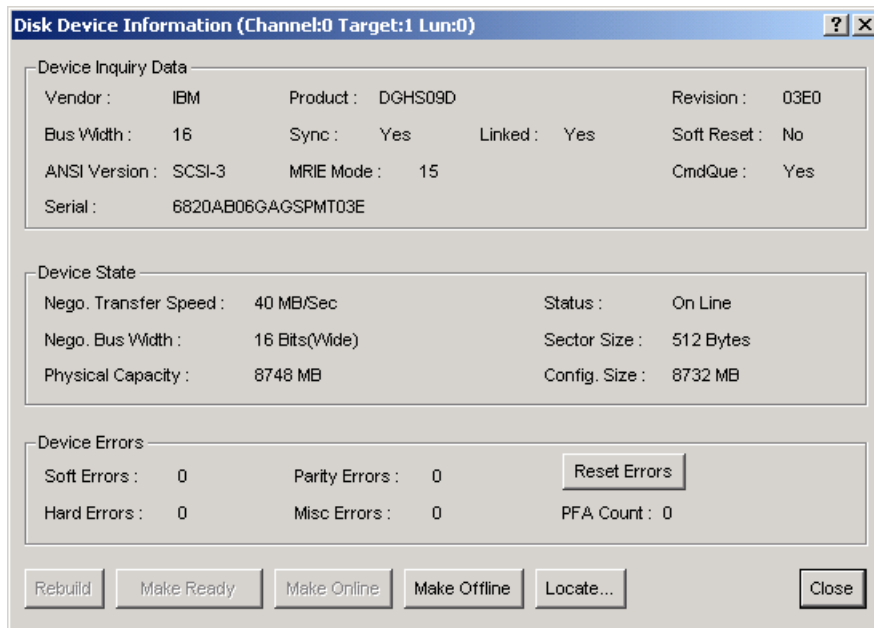 Disk Device Information (Channel:0 Target:1 Lun:0)
Device Inquiry Data
Vendor : IBM Product : DGHS09D Revision : 03E0
Bus Width : 16 Sync : Yes Linked : Yes Soft Reset : No
ANSI Version : SCSI-3 MRIE Mode : 15 CmdQue : Yes
Serial : 6820AB06GAGSPMT03E
Device State
Nego. Transfer Speed : 40 MB/Sec Status : On Line
Nego. Bus Width : 16 Bits(Wide) Sector Size : 512 Bytes
Physical Capacity : 8748 MB Config. Size : 8732 MB
Device Errors
Soft Errors : 0 Parity Errors : 0 Reset Errors
Hard Errors : 0 Misc Errors : 0 PFA Count : 0
Rebuild Make Ready Make Online Make Offline Locate... Close